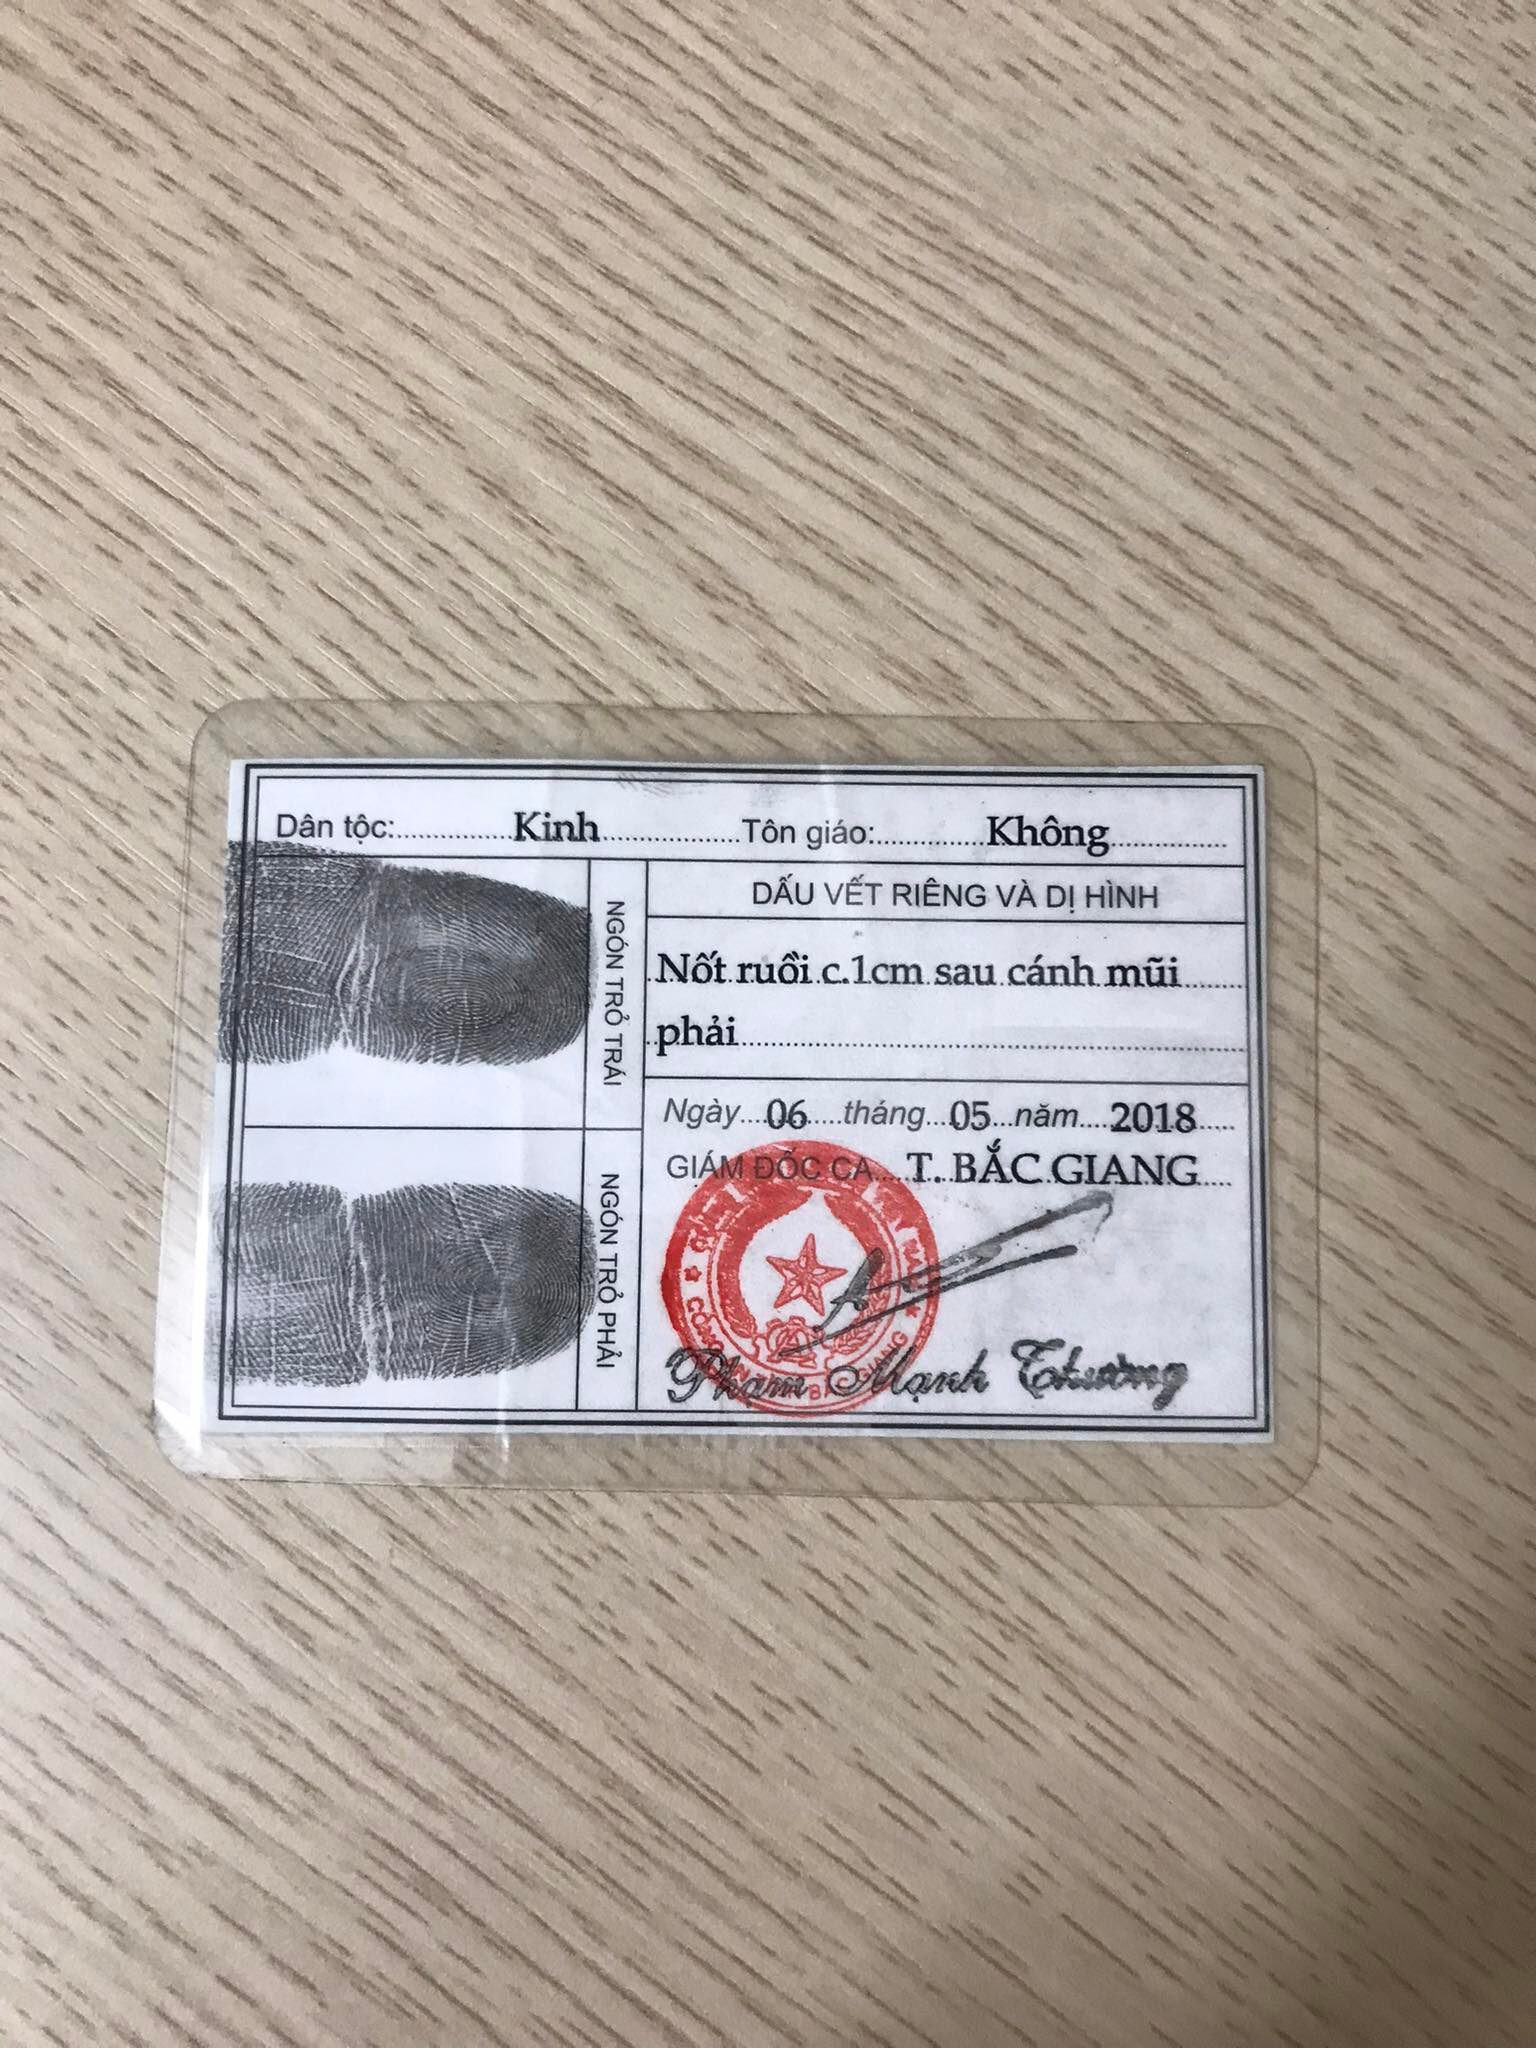 Dân tộc: Kinh Tôn giáo: Không
NGÓN TRỎ TRÁI
NGÓN TRỎ PHẢI
DẤU VẾT RIÊNG VÀ DỊ HÌNH
Nốt ruồi c.1cm sau cánh mũi
phải
Ngày 06 tháng 05 năm 2018
GIÁM ĐỐC CA T. BẮC GIANG
Phạm Mạnh Thường